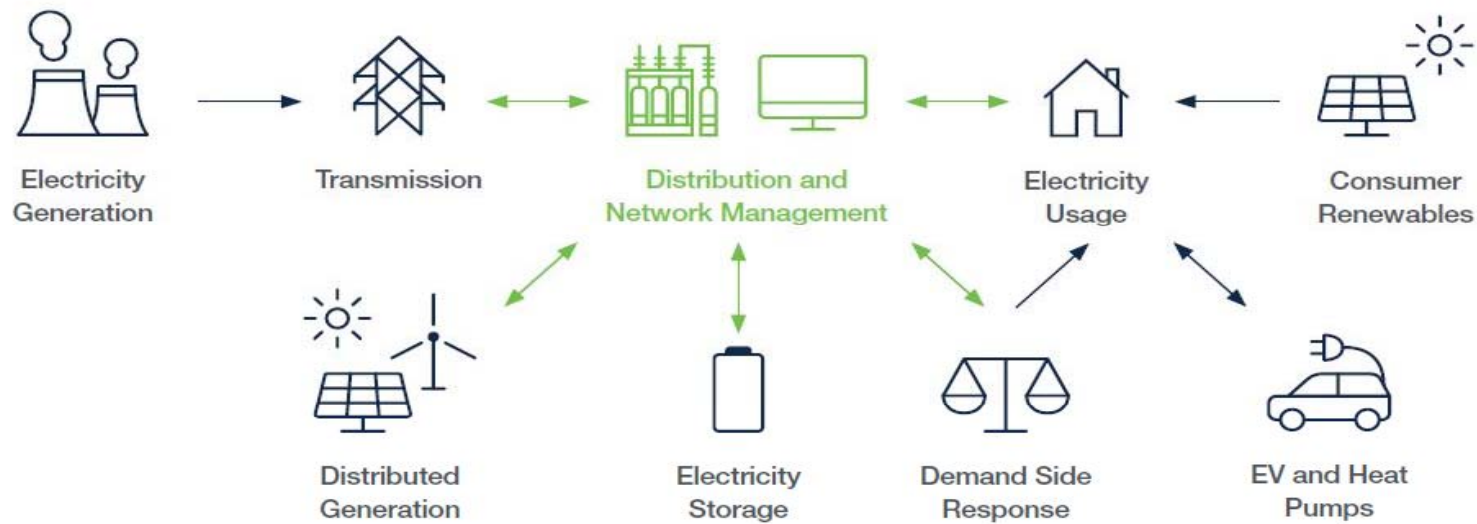 Electricity
Generation
Transmission
Distribution and
Network Management
Electricity
Usage
Consumer
Renewables
Distributed
Generation
Electricity
Storage
Demand Side
Response
EV and Heat
Pumps